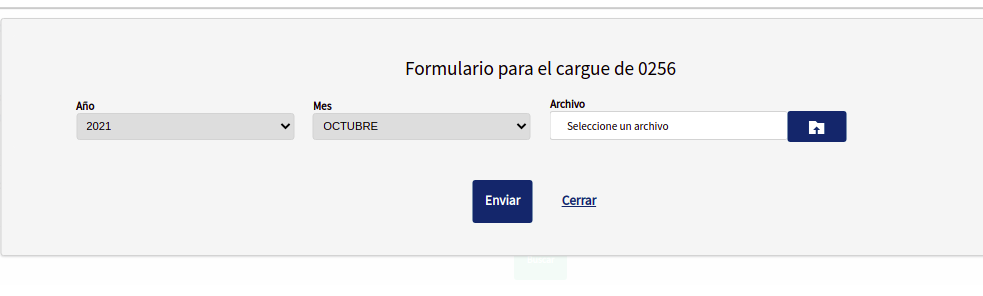 Formulario para el cargue de 0256
Año Mes Archivo
2021 OCTUBRE Seleccione un archivo
Enviar Cerrar